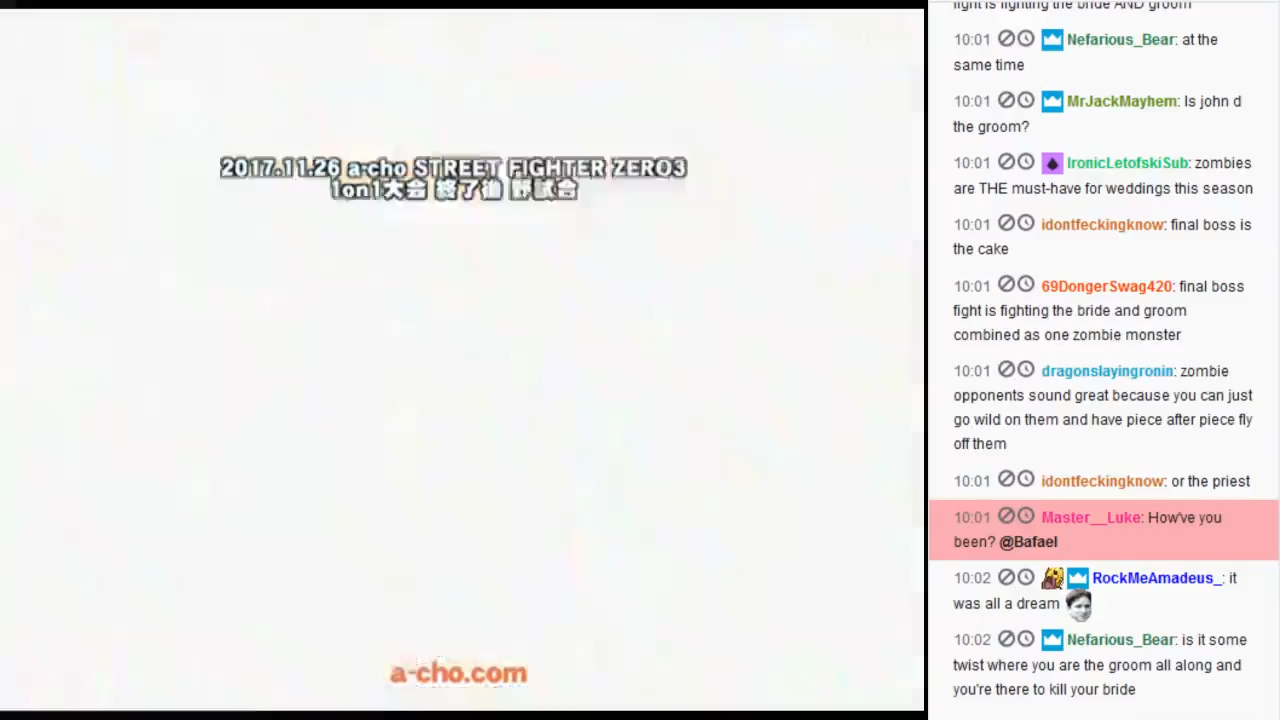 2017.11.26 a-cho STREET FIGHTER ZERO3
1on1大会 終了後 野試合
a-cho.com
fight is fighting the bride AND groom
10:01 Nefarious_Bear: at the
same time
10:01 MrJackMayhem: Is john d
the groom?
10:01 IronicLetofskiSub: zombies
are THE must-have for weddings this season
10:01 idontfeckingknow: final boss is
the cake
10:01 69DongerSwag420: final boss
fight is fighting the bride and groom
combined as one zombie monster
10:01 dragonslayingronin: zombie
opponents sound great because you can just
go wild on them and have piece after piece fly
off them
10:01 idontfeckingknow: or the priest
10:01 Master__Luke: How've you
been? @Bafael
10:02 RockMeAmadeus_: it
was all a dream
10:02 Nefarious_Bear: is it some
twist where you are the groom all along and
you're there to kill your bride